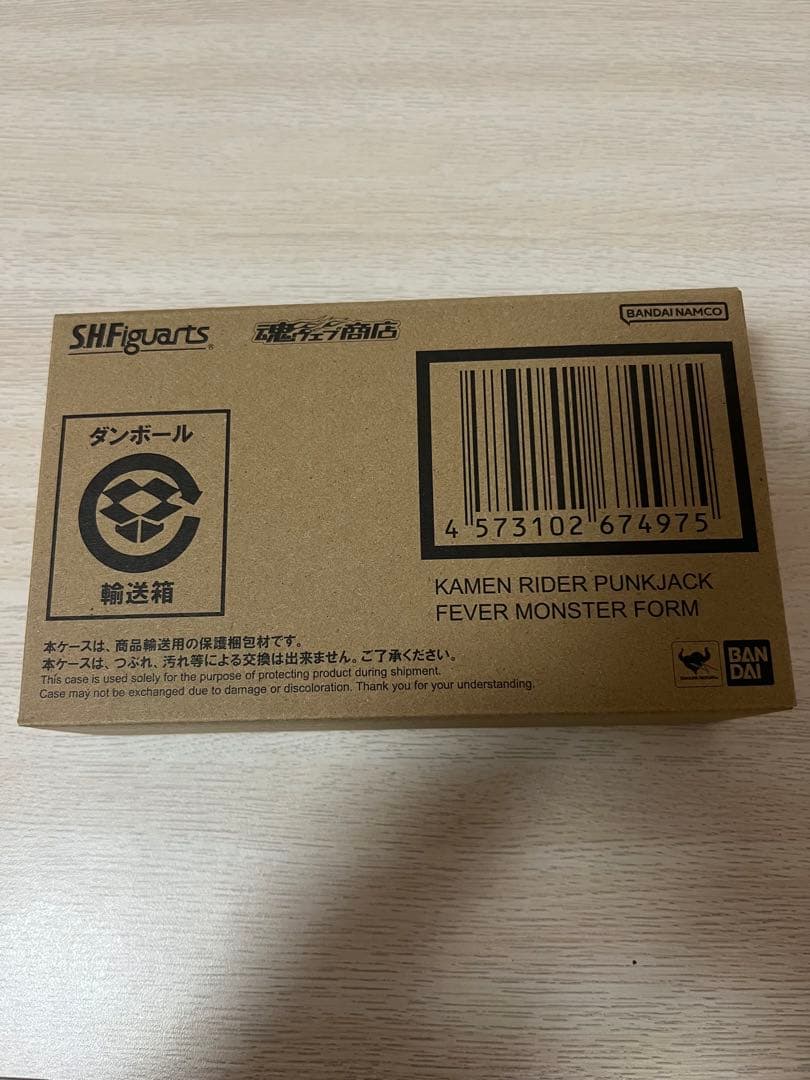 S.H.Figuarts®
魂ウェブ商店
BANDAI NAMCO
ダンボール
輸送箱
4 573102 674975
KAMEN RIDER PUNKJACK
FEVER MONSTER FORM
本ケースは、商品輸送用の保護梱包材です。
本ケースは、つぶれ、汚れ等による交換は出来ません。ご了承ください。
This case is used solely for the purpose of protecting product during shipment.
Case may not be exchanged due to damage or discoloration. Thank you for your understanding.
BAN
DAI